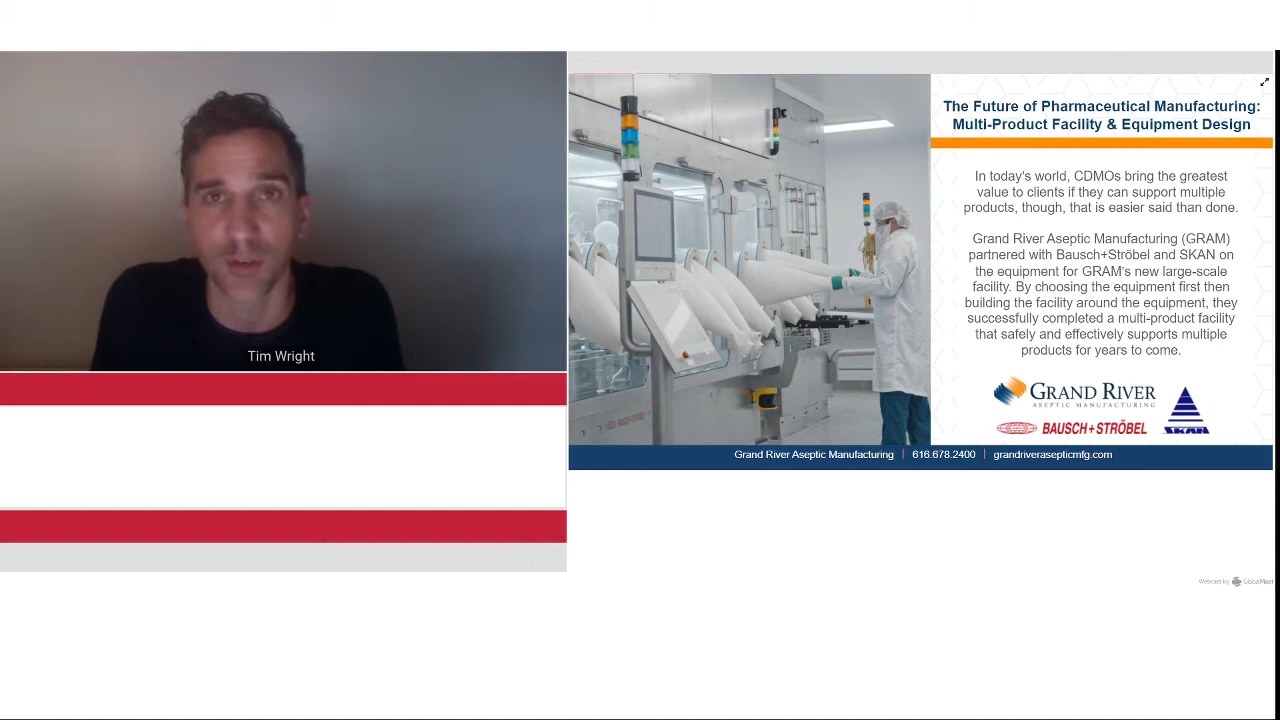 Tim Wright
The Future of Pharmaceutical Manufacturing:
Multi-Product Facility & Equipment Design
In today's world, CDMOs bring the greatest
value to clients if they can support multiple
products, though, that is easier said than done.
Grand River Aseptic Manufacturing (GRAM)
partnered with Bausch+Ströbel and SKAN on
the equipment for GRAM's new large-scale
facility. By choosing the equipment first then
building the facility around the equipment, they
successfully completed a multi-product facility
that safely and effectively supports multiple
products for years to come.
GRAND RIVER
ASEPTIC MANUFACTURING
BAUSCH+STRÖBEL
SKAN
Grand River Aseptic Manufacturing | 616.678.2400 | grandriverasepticmfg.com
Webcast by GlobalMeet